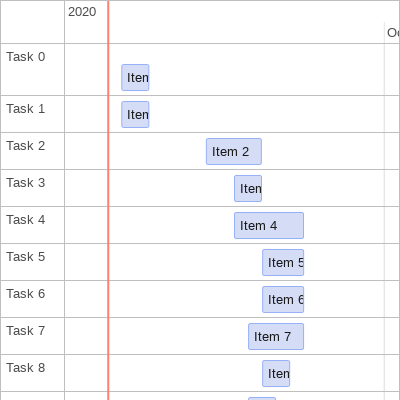 2020
Task 0
Item
Task 1
Item
Task 2
Item 2
Task 3
Item
Task 4
Item 4
Task 5
Item 5
Task 6
Item 6
Task 7
Item 7
Task 8
Item